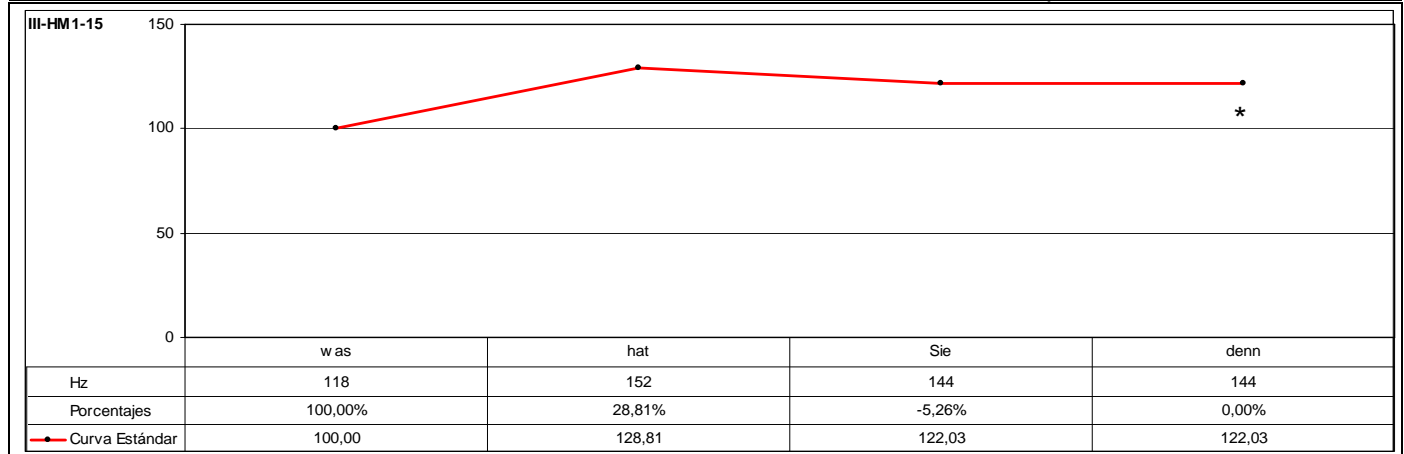 III-HM1-15
150
100
*
50
0
was hat Sie denn
Hz 118 152 144 144
Porcentajes 100,00% 28,81% -5,26% 0,00%
Curva Estándar 100,00 128,81 122,03 122,03